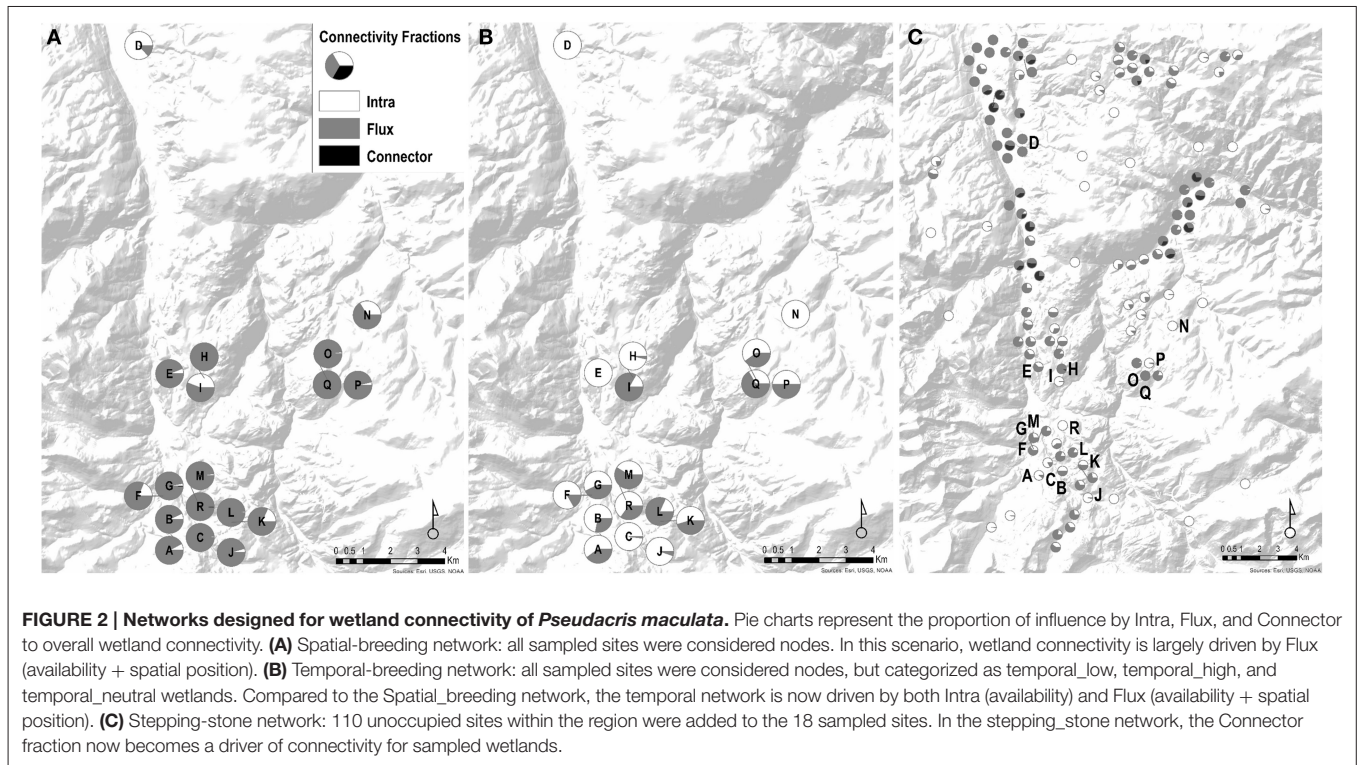 A
D
Connectivity Fractions
Intra
Flux
Connector
N
H
E
I
O
Q
P
M
G
F
R
L
K
B
C
A
J
0 0.5 1 2 3 4
Km
Sources: Esri, USGS, NOAA
B
D
N
H
E
I
O
Q
P
M
G
F
R
L
K
B
C
A
J
0 0.5 1 2 3 4
Km
Sources: Esri, USGS, NOAA
C
D
N
E
I
H
P
O
Q
G
M
R
F
L
K
A
C
B
J
0 0.5 1 2 3 4
Km
Sources: Esri, USGS, NOAA
FIGURE 2 | Networks designed for wetland connectivity of Pseudacris maculata. Pie charts represent the proportion of influence by Intra, Flux, and Connector
to overall wetland connectivity. (A) Spatial-breeding network: all sampled sites were considered nodes. In this scenario, wetland connectivity is largely driven by Flux
(availability + spatial position). (B) Temporal-breeding network: all sampled sites were considered nodes, but categorized as temporal_low, temporal_high, and
temporal_neutral wetlands. Compared to the Spatial_breeding network, the temporal network is now driven by both Intra (availability) and Flux (availability + spatial
position). (C) Stepping-stone network: 110 unoccupied sites within the region were added to the 18 sampled sites. In the stepping_stone network, the Connector
fraction now becomes a driver of connectivity for sampled wetlands.